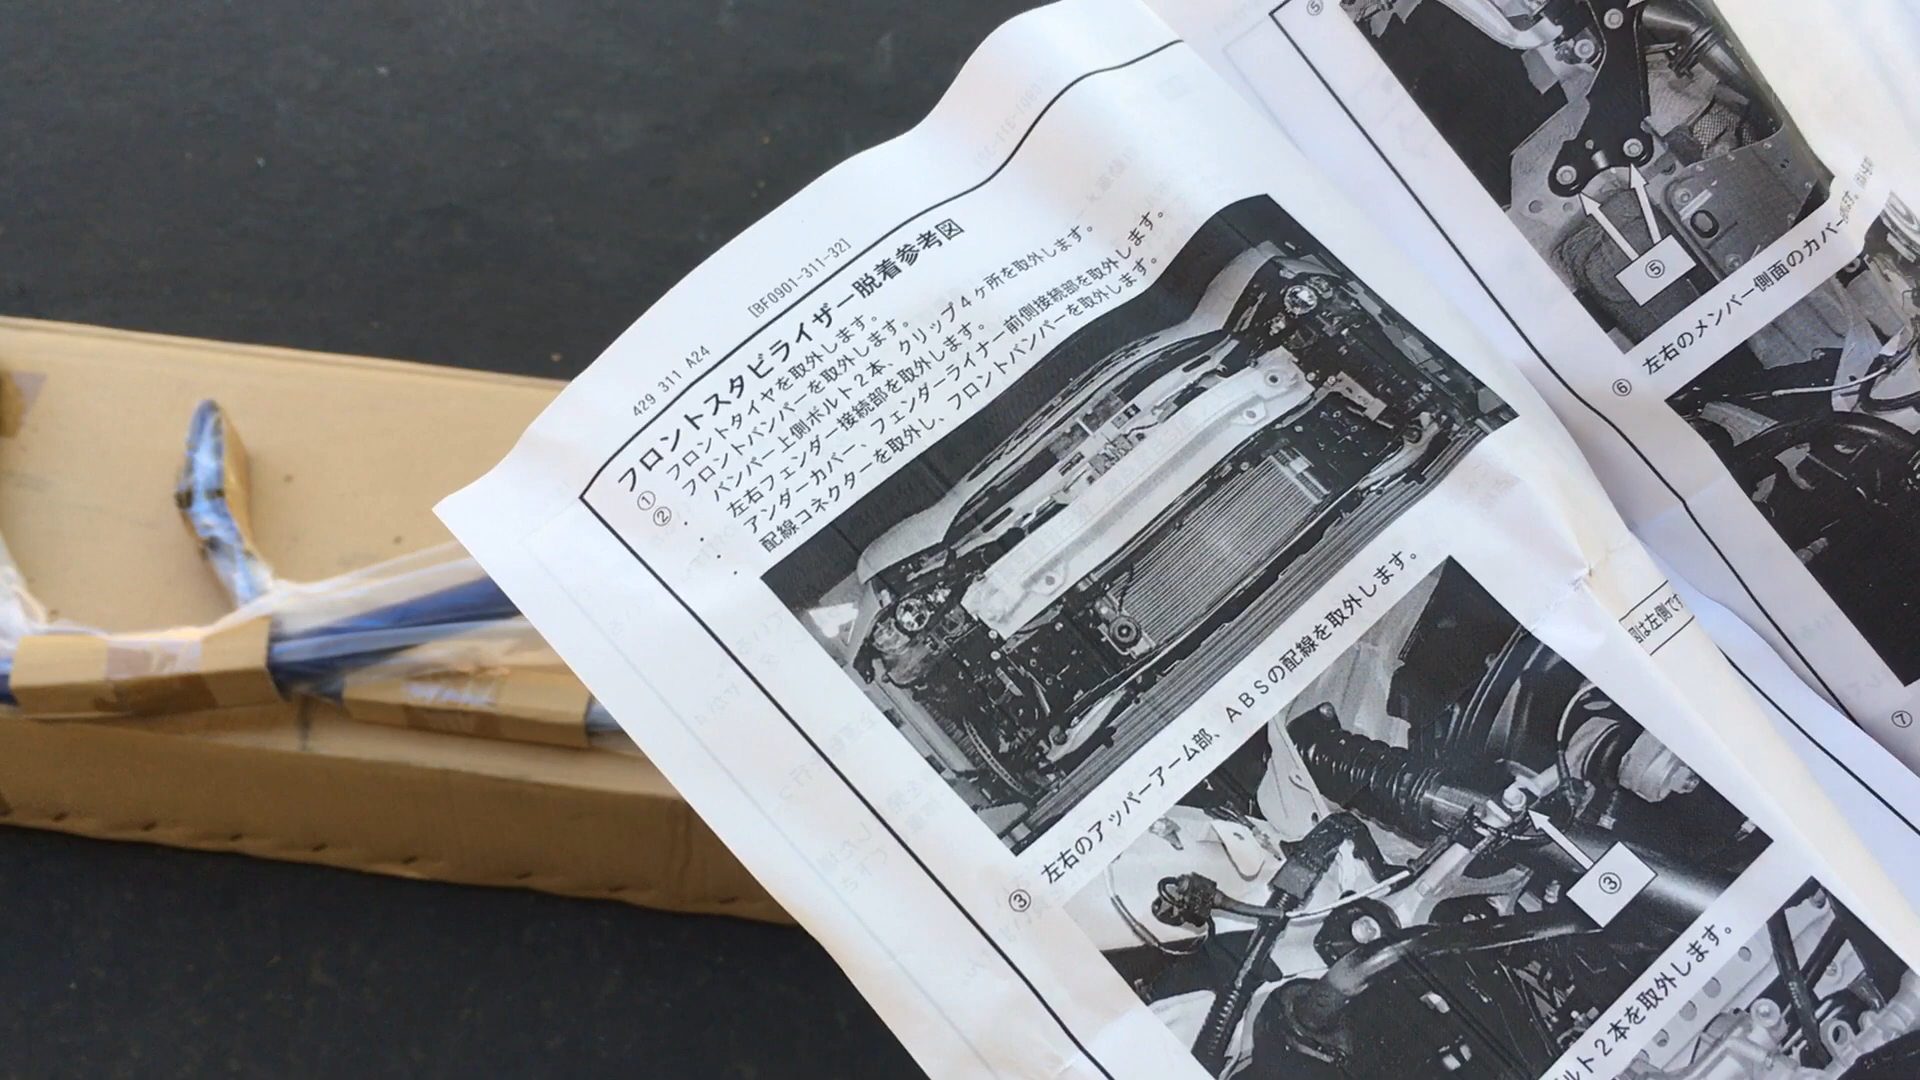 [BF0901-311-32]
429 311 A24
フロントスタビライザー脱着参考図
① フロントタイヤを取外します。
② フロントバンパーを取外します。
・バンパー上側ボルト2本、クリップ4ヶ所を取外します。
・左右フェンダー接続部を取外します。
・アンダーカバー、フェンダーライナー前側接続部を取外します。
・配線コネクターを取外し、フロントバンパーを取外します。
③ 左右のアッパーアーム部、ABSの配線を取外します。
③
ルト2本を取外します。
⑤
⑤
⑥ 左右のメンバー側面のカバー
は左側です
⑦